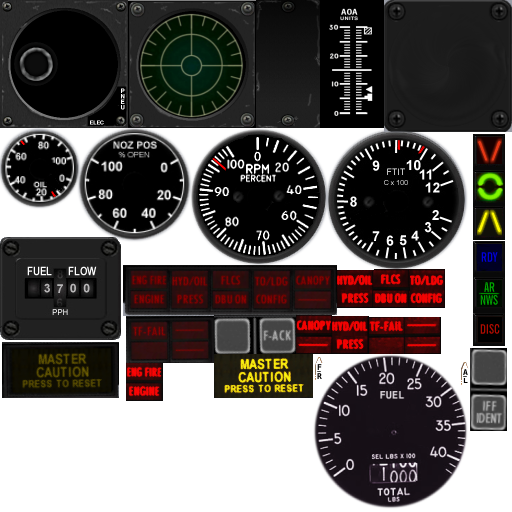 PNEU
ELEC
AOA
UNITS
30
20
10
0
80
60
100
40
0
OIL
20
NOZ POS
% OPEN
100
0
80
20
60
40
0
100
20
RPM
PERCENT
90
40
80
60
70
10
FTIT
C x 100
9
11
12
8
2
7
6
5
4
3
FUEL FLOW
3700
PPH
ENG FIRE
ENGINE
HYD/OIL
PRESS
FLCS
DBU ON
TO/LDG
CONFIG
CANOPY
HYD/OIL
PRESS
FLCS
DBU ON
TO/LDG
CONFIG
RDY
AR
NWS
DISC
TF-FAIL
F-ACK
CANOPY
HYD/OIL
PRESS
TF-FAIL
MASTER
CAUTION
PRESS TO RESET
ENG FIRE
ENGINE
MASTER
CAUTION
PRESS TO RESET
FR
AL
IFF
IDENT
20
15
25
FUEL
10
30
5
35
0
40
SEL LBS X 100
000
TOTAL
LBS